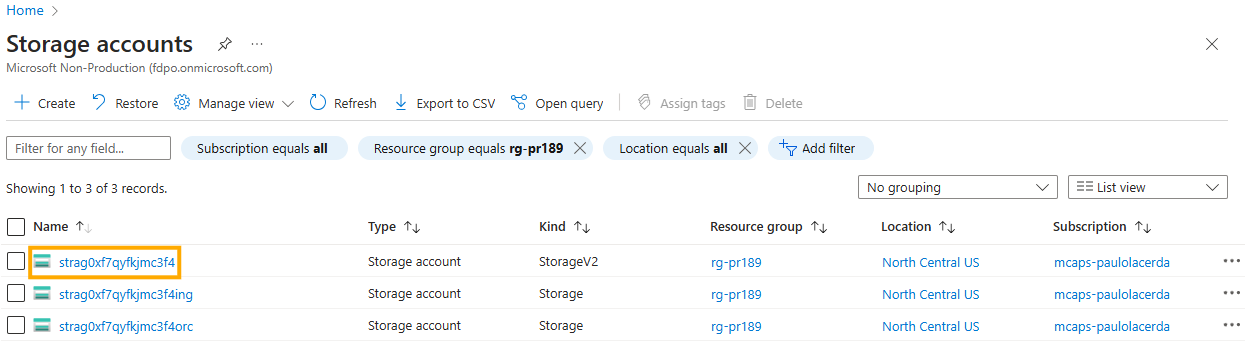 Home
Storage accounts
Microsoft Non-Production (fdpo.onmicrosoft.com)
Create Restore Manage view Refresh Export to CSV Open query Assign tags Delete
Filter for any field... Subscription equals all Resource group equals rg-pr189 Location equals all Add filter
Showing 1 to 3 of 3 records. No grouping List view
Name Type Kind Resource group Location Subscription
strag0xf7qyfkjmc3f4 Storage account StorageV2 rg-pr189 North Central US mcaps-paulolacerda
strag0xf7qyfkjmc3f4ing Storage account Storage rg-pr189 North Central US mcaps-paulolacerda
strag0xf7qyfkjmc3f4orc Storage account Storage rg-pr189 North Central US mcaps-paulolacerda